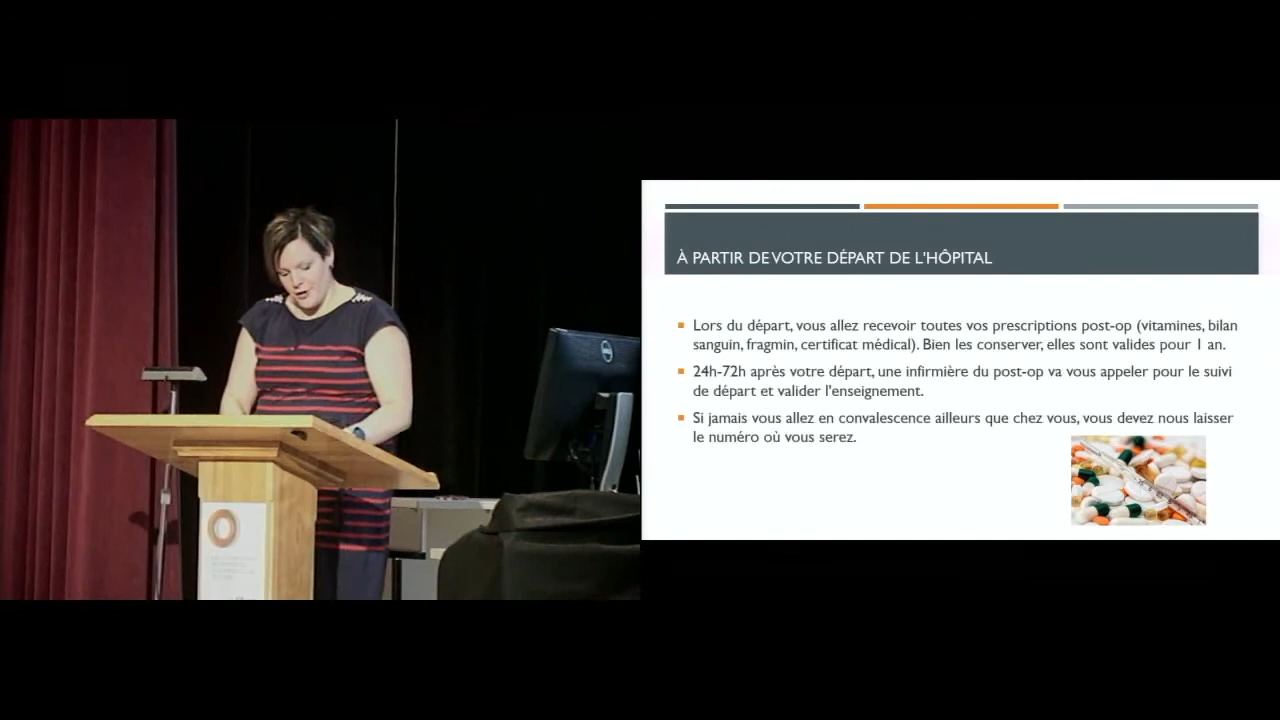 À PARTIR DE VOTRE DÉPART DE L'HÔPITAL
Lors du départ, vous allez recevoir toutes vos prescriptions post-op (vitamines, bilan
sanguin, fragmin, certificat médical). Bien les conserver, elles sont valides pour 1 an.
24h-72h après votre départ, une infirmière du post-op va vous appeler pour le suivi
de départ et valider l'enseignement.
Si jamais vous allez en convalescence ailleurs que chez vous, vous devez nous laisser
le numéro où vous serez.